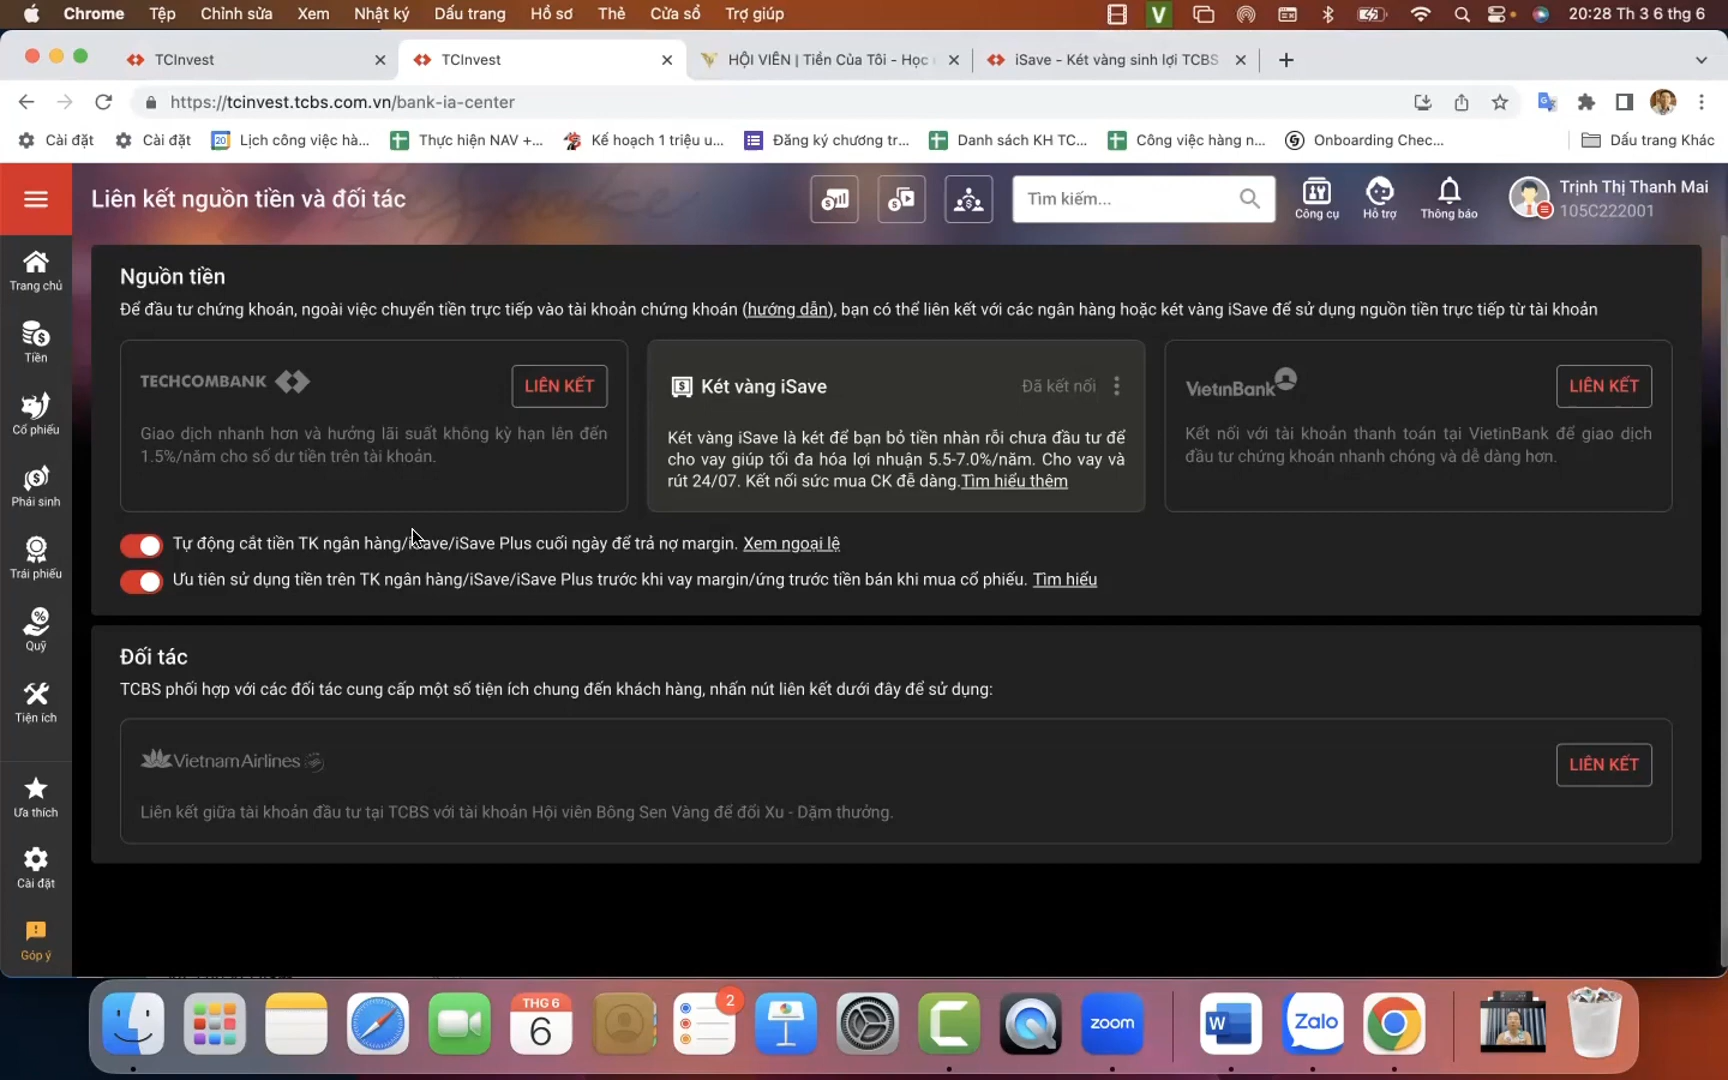 Chrome Tệp Chỉnh sửa Xem Nhật ký Dấu trang Hồ sơ Thẻ Cửa sổ Trợ giúp
V
20:28 Th 3 6 thg 6
TCInvest
TCInvest
HỘI VIÊN | Tiền Của Tôi - Học
iSave - Két vàng sinh lợi TCBS
https://tcinvest.tcbs.com.vn/bank-ia-center
Cài đặt
Cài đặt
Lịch công việc hà...
Thực hiện NAV +...
Kế hoạch 1 triệu u...
Đăng ký chương tr...
Danh sách KH TC...
Công việc hàng n...
Onboarding Chec...
Dấu trang Khác
Liên kết nguồn tiền và đối tác
Tìm kiếm...
Công cụ
Hỗ trợ
Thông báo
Trịnh Thị Thanh Mai
105C222001
Trang chủ
Tiền
Cổ phiếu
Phái sinh
Trái phiếu
Quỹ
Tiện ích
Ưa thích
Cài đặt
Góp ý
Nguồn tiền
Để đầu tư chứng khoán, ngoài việc chuyển tiền trực tiếp vào tài khoản chứng khoán (hướng dẫn), bạn có thể liên kết với các ngân hàng hoặc két vàng iSave để sử dụng nguồn tiền trực tiếp từ tài khoản
TECHCOMBANK
LIÊN KẾT
Giao dịch nhanh hơn và hưởng lãi suất không kỳ hạn lên đến
1.5%/năm cho số dư tiền trên tài khoản.
Két vàng iSave
Đã kết nối
Két vàng iSave là két để bạn bỏ tiền nhàn rỗi chưa đầu tư để
cho vay giúp tối đa hóa lợi nhuận 5.5-7.0%/năm. Cho vay và
rút 24/07. Kết nối sức mua CK dễ dàng.Tìm hiểu thêm
VietinBank
LIÊN KẾT
Kết nối với tài khoản thanh toán tại VietinBank để giao dịch
đầu tư chứng khoán nhanh chóng và dễ dàng hơn.
Tự động cắt tiền TK ngân hàng/iSave/iSave Plus cuối ngày để trả nợ margin. Xem ngoại lệ
Ưu tiên sử dụng tiền trên TK ngân hàng/iSave/iSave Plus trước khi vay margin/ứng trước tiền bán khi mua cổ phiếu. Tìm hiểu
Đối tác
TCBS phối hợp với các đối tác cung cấp một số tiện ích chung đến khách hàng, nhấn nút liên kết dưới đây để sử dụng:
Vietnam Airlines
LIÊN KẾT
Liên kết giữa tài khoản đầu tư tại TCBS với tài khoản Hội viên Bông Sen Vàng để đổi Xu - Dặm thưởng.
THG 6
6
2
zoom
W
Zalo